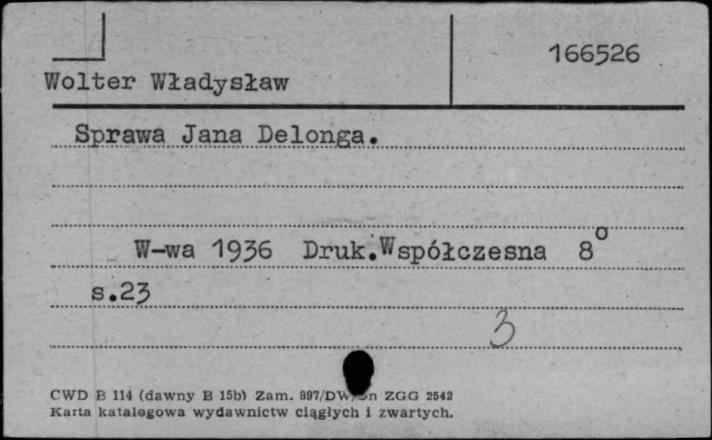 166526
Wolter Władysław
Sprawa Jana Delonga.
W-wa 1936 Druk.Współczesna 8°
s.23
3
CWD B 114 (dawny B 15b) Zam. 897/DW/Dn ZGG 2542
Karta katalogowa wydawnictw ciągłych i zwartych.